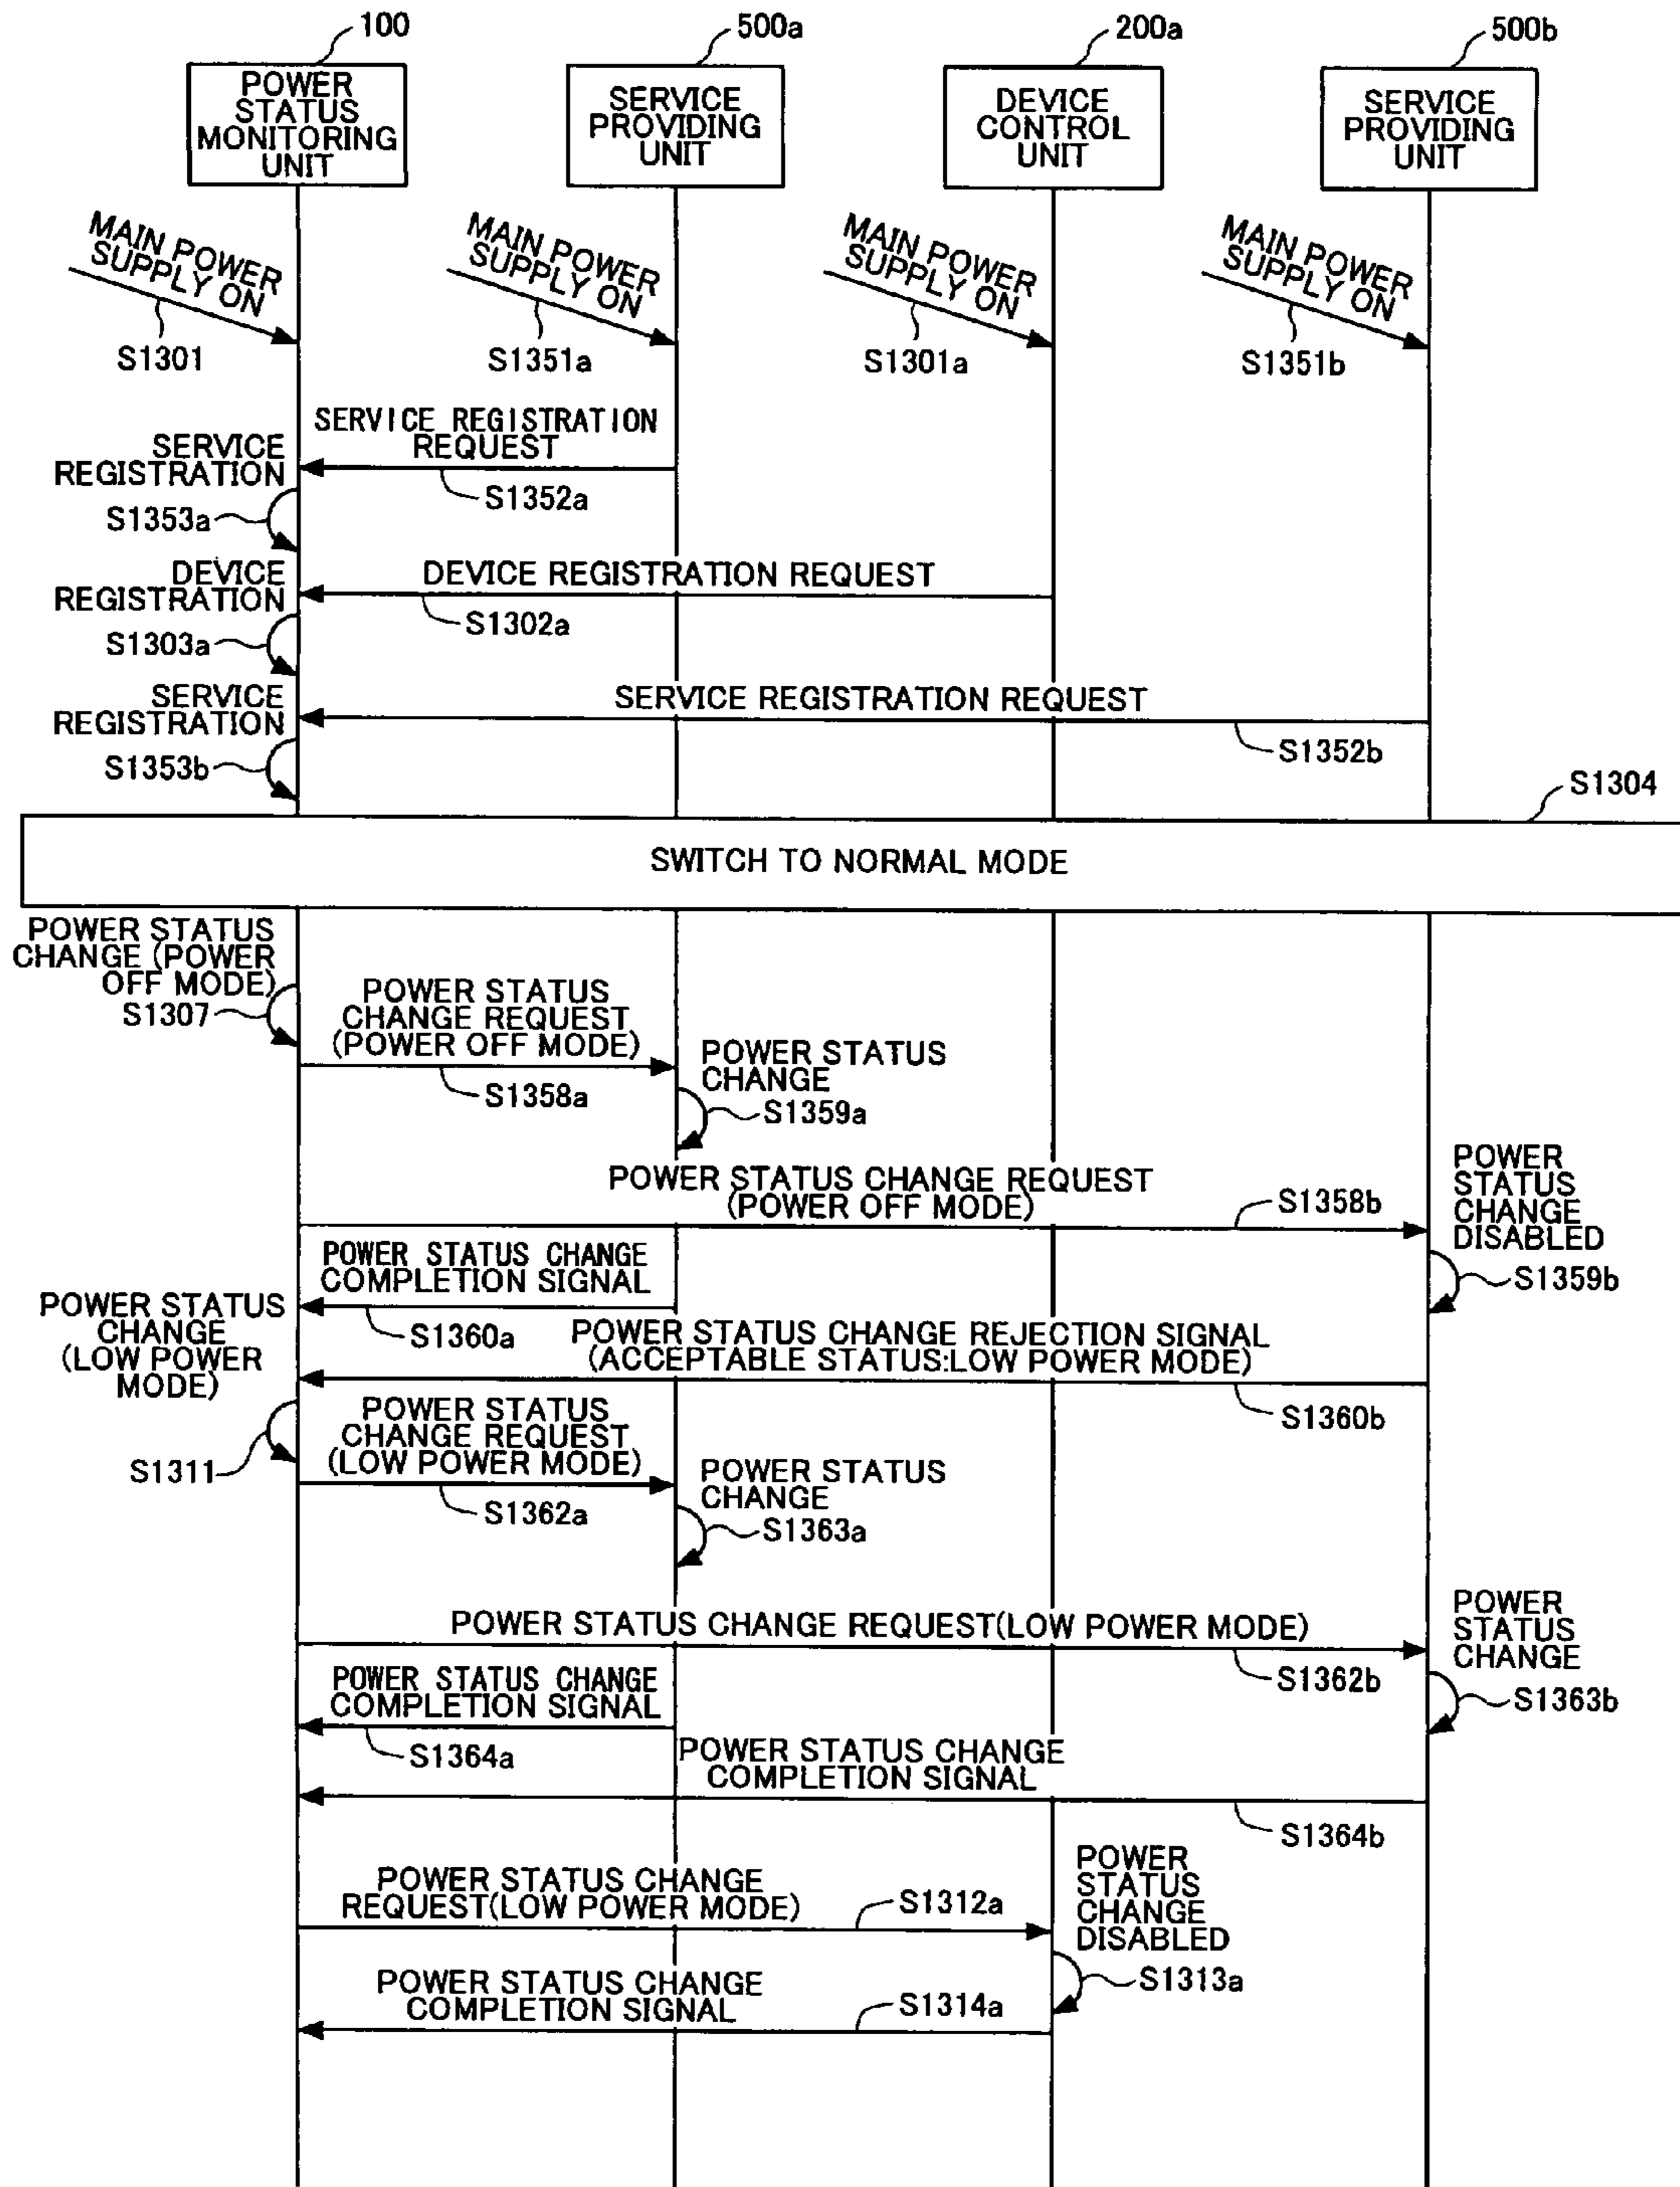 100
500a
200a
500b
POWER
STATUS
MONITORING
UNIT
SERVICE
PROVIDING
UNIT
DEVICE
CONTROL
UNIT
SERVICE
PROVIDING
UNIT
MAIN POWER
SUPPLY ON
S1301
MAIN POWER
SUPPLY ON
S1351a
MAIN POWER
SUPPLY ON
S1301a
MAIN POWER
SUPPLY ON
S1351b
SERVICE REGISTRATION
REQUEST
SERVICE
REGISTRATION
S1352a
S1353a
DEVICE
REGISTRATION
DEVICE REGISTRATION REQUEST
S1302a
S1303a
SERVICE
REGISTRATION
SERVICE REGISTRATION REQUEST
S1352b
S1353b
S1304
SWITCH TO NORMAL MODE
POWER STATUS
CHANGE (POWER
OFF MODE)
S1307
POWER STATUS
CHANGE REQUEST
(POWER OFF MODE)
S1358a
POWER STATUS
CHANGE
S1359a
POWER STATUS CHANGE REQUEST
(POWER OFF MODE)
S1358b
POWER
STATUS
CHANGE
DISABLED
S1359b
POWER STATUS CHANGE
COMPLETION SIGNAL
S1360a
POWER STATUS
CHANGE
(LOW POWER
MODE)
POWER STATUS CHANGE REJECTION SIGNAL
(ACCEPTABLE STATUS:LOW POWER MODE)
S1360b
S1311
POWER STATUS
CHANGE REQUEST
(LOW POWER MODE)
S1362a
POWER STATUS
CHANGE
S1363a
POWER STATUS CHANGE REQUEST(LOW POWER MODE)
S1362b
POWER
STATUS
CHANGE
S1363b
POWER STATUS CHANGE
COMPLETION SIGNAL
S1364a
POWER STATUS CHANGE
COMPLETION SIGNAL
S1364b
POWER STATUS CHANGE
REQUEST(LOW POWER MODE)
S1312a
POWER
STATUS
CHANGE
DISABLED
S1313a
POWER STATUS CHANGE
COMPLETION SIGNAL
S1314a